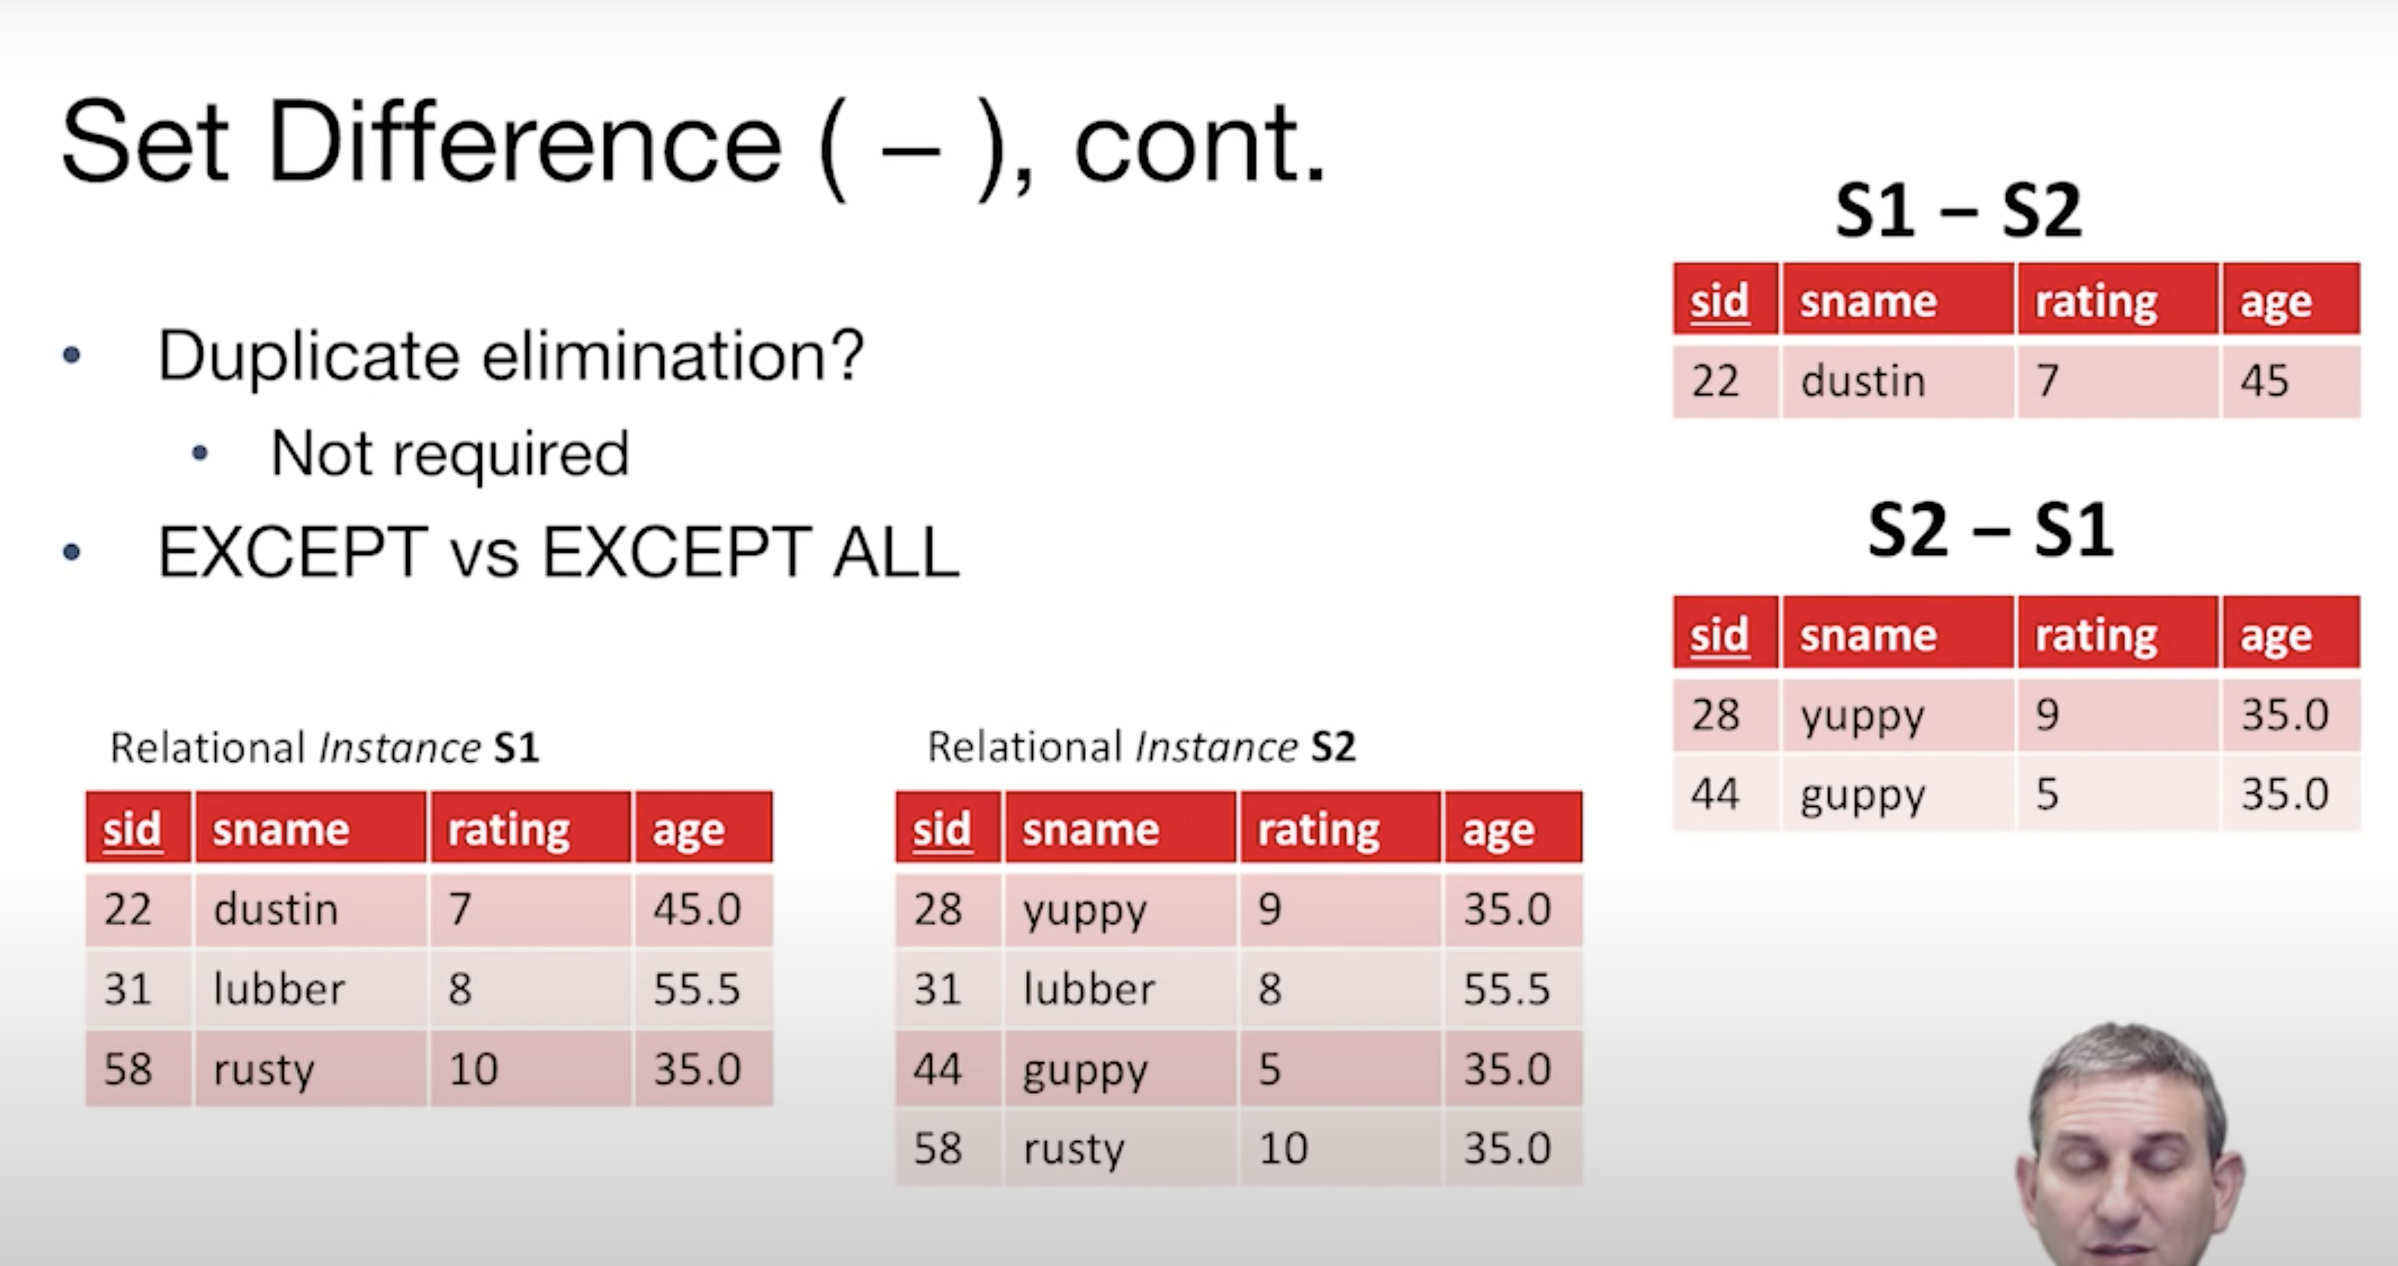 Set Difference ( – ), cont.
• Duplicate elimination?
• Not required
• EXCEPT vs EXCEPT ALL
Relational Instance S1
sid sname rating age
22 dustin 7 45.0
31 lubber 8 55.5
58 rusty 10 35.0
Relational Instance S2
sid sname rating age
28 yuppy 9 35.0
31 lubber 8 55.5
44 guppy 5 35.0
58 rusty 10 35.0
S1 – S2
sid sname rating age
22 dustin 7 45
S2 – S1
sid sname rating age
28 yuppy 9 35.0
44 guppy 5 35.0